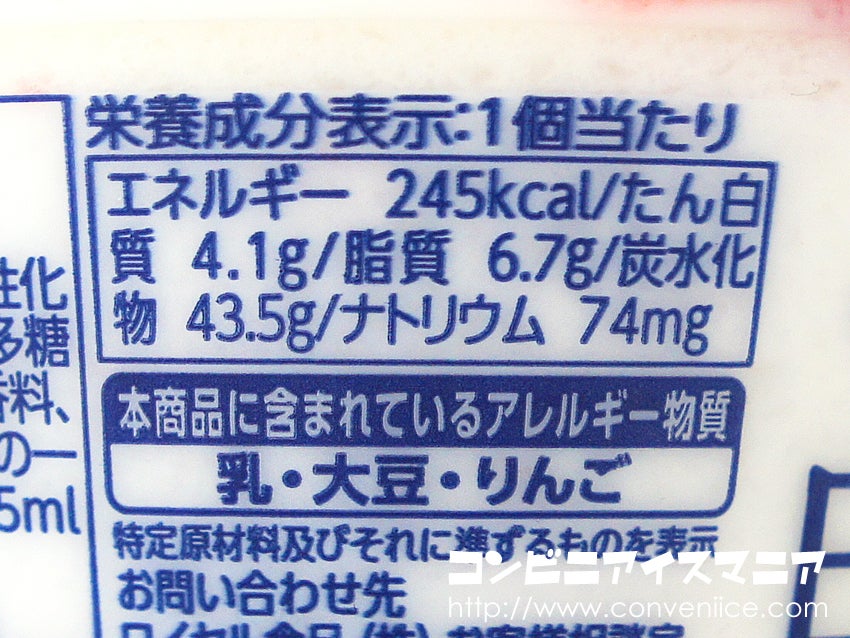 栄養成分表示:1個当たり
エネルギー 245kcal/たん白
質 4.1g/脂質 6.7g/炭水化
物 43.5g/ナトリウム 74mg
性化
多糖
香料、
の一
5ml
本商品に含まれているアレルギー物質
乳・大豆・りんご
特定原材料及びそれに準ずるものを表示
お問い合わせ先
コンビニアイスマニア
http://www.conveniice.com/